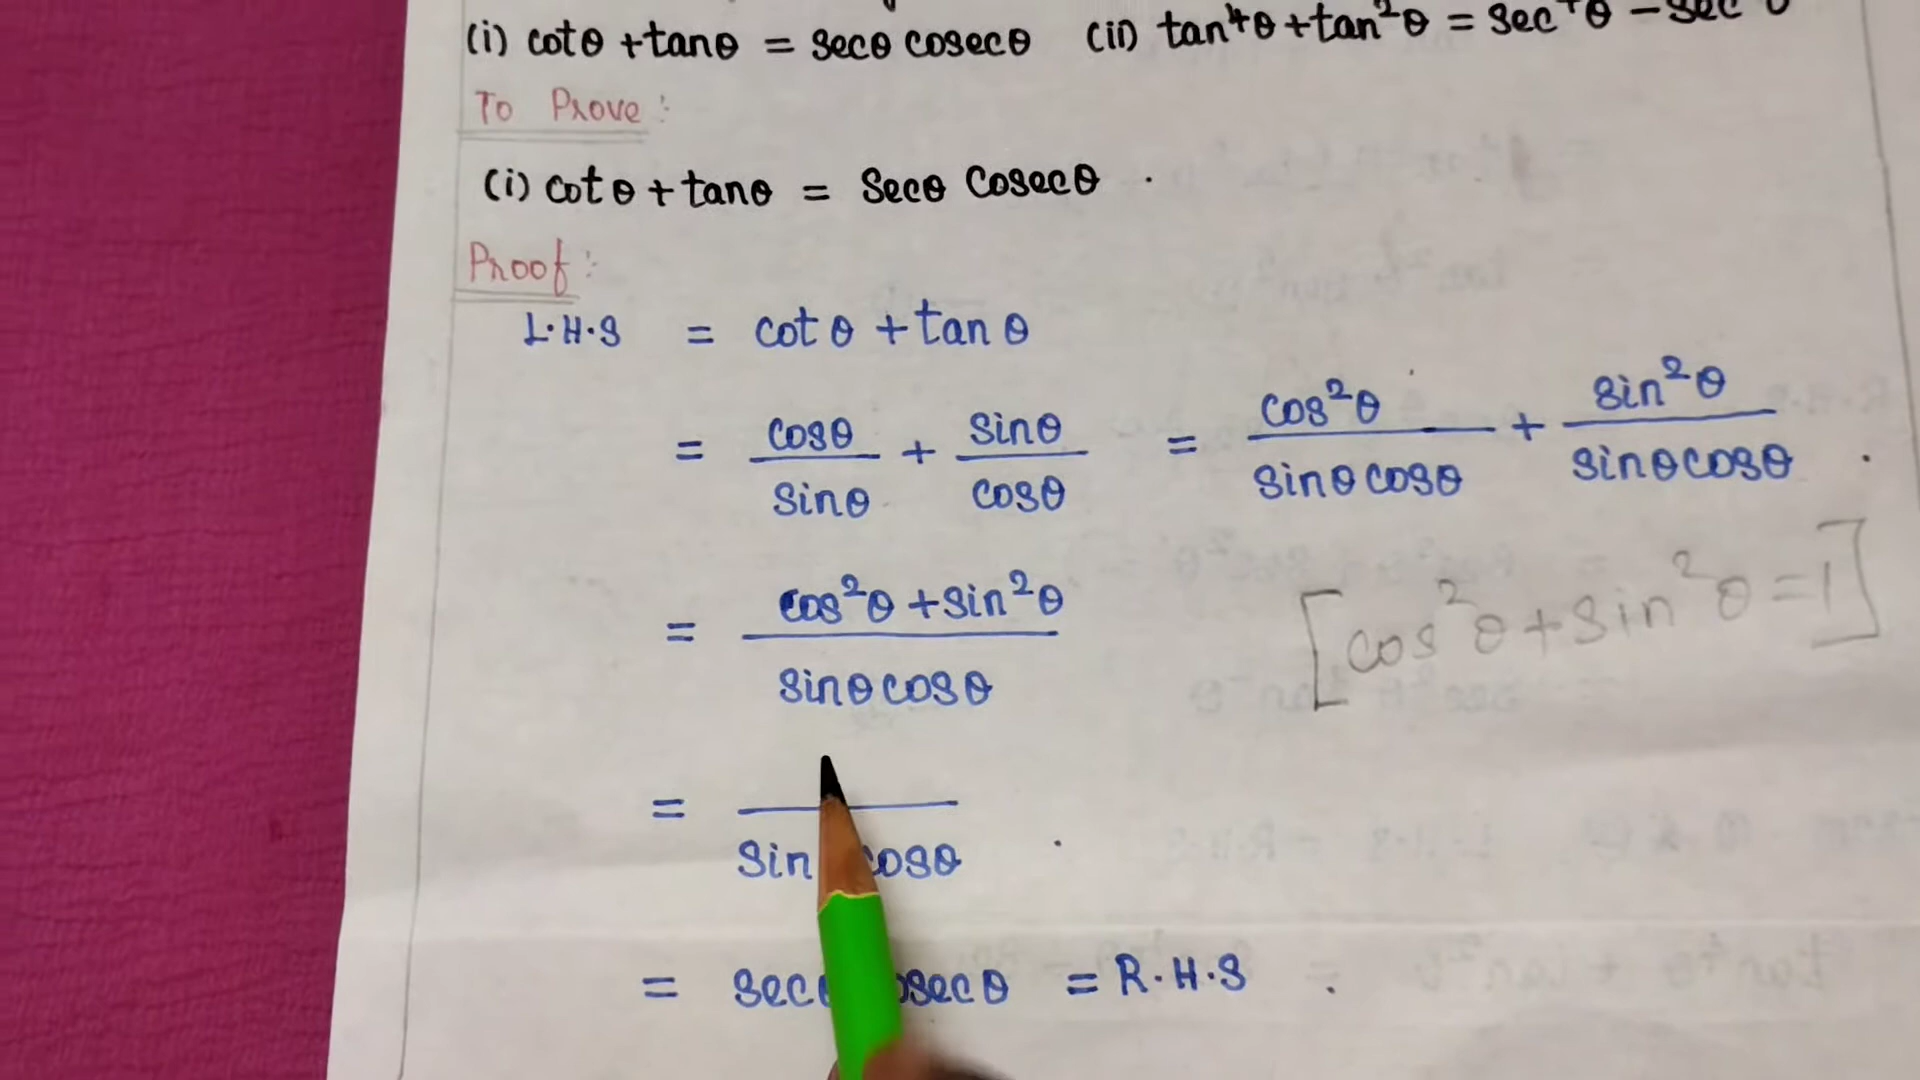 (i) cotθ + tanθ = secθ cosecθ (ii) tan⁴θ + tan²θ = sec⁴θ - sec²θ
To Prove :
(i) cotθ + tanθ = Secθ Cosecθ .
Proof :
L.H.S = cotθ + tanθ
= cosθ/sinθ + sinθ/cosθ = cos²θ/sinθcosθ + sin²θ/sinθcosθ .
= cos²θ + sin²θ/sinθcosθ [cos²θ + sin²θ = 1]
= /sin cosθ .
= secθ cosecθ = R.H.S .